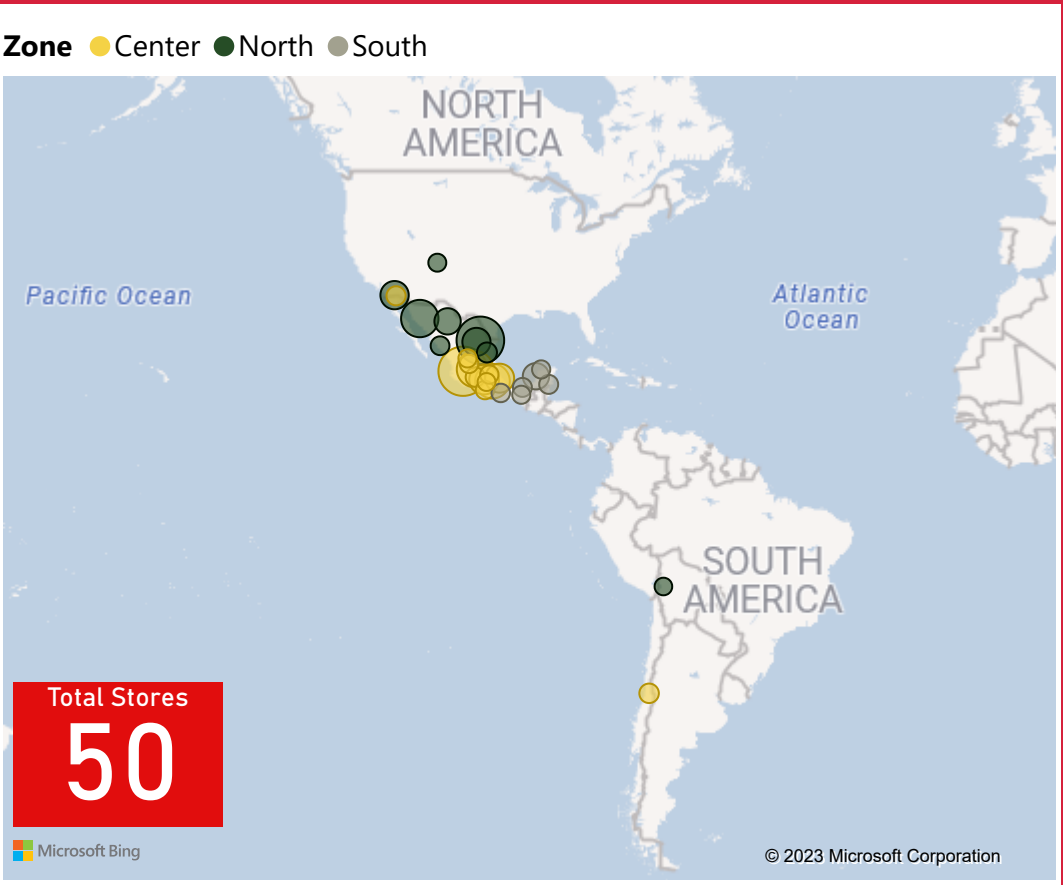 Zone Center North South
NORTH
AMERICA
Pacific Ocean
Atlantic
Ocean
SOUTH
AMERICA
Total Stores
50
Microsoft Bing
© 2023 Microsoft Corporation